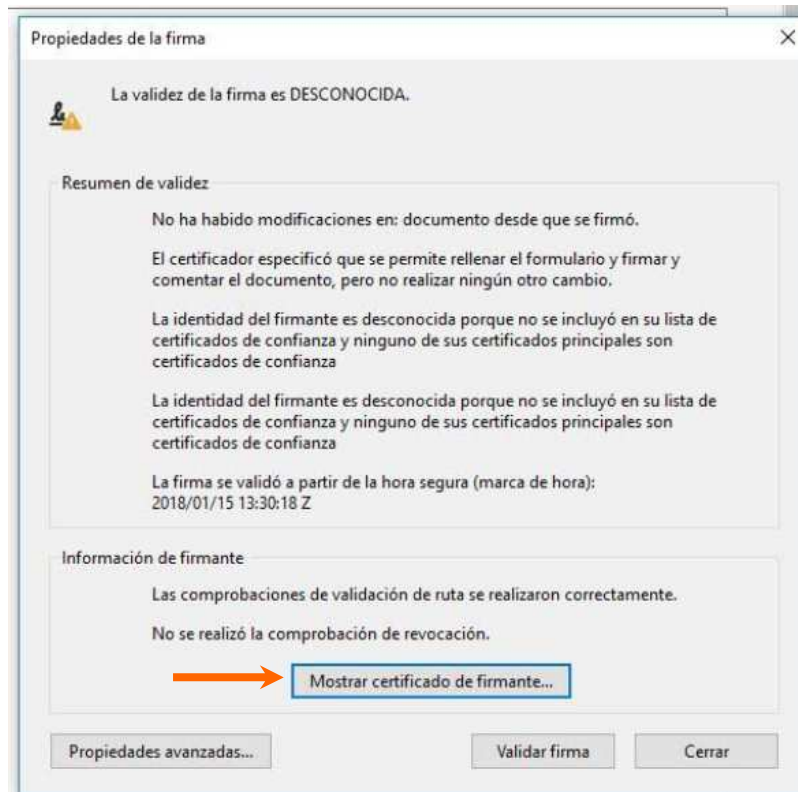 Propiedades de la firma
La validez de la firma es DESCONOCIDA.
Resumen de validez
No ha habido modificaciones en: documento desde que se firmó.
El certificador especificó que se permite rellenar el formulario y firmar y
comentar el documento, pero no realizar ningún otro cambio.
La identidad del firmante es desconocida porque no se incluyó en su lista de
certificados de confianza y ninguno de sus certificados principales son
certificados de confianza
La identidad del firmante es desconocida porque no se incluyó en su lista de
certificados de confianza y ninguno de sus certificados principales son
certificados de confianza
La firma se validó a partir de la hora segura (marca de hora):
2018/01/15 13:30:18 Z
Información de firmante
Las comprobaciones de validación de ruta se realizaron correctamente.
No se realizó la comprobación de revocación.
Mostrar certificado de firmante...
Propiedades avanzadas...
Validar firma
Cerrar